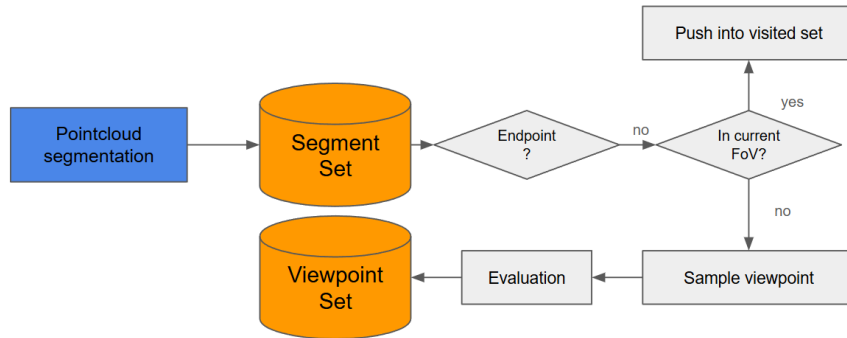 Push into visited set
yes
Pointcloud
segmentation
Segment
Set
Endpoint
?
no
In current
FoV?
no
Viewpoint
Set
Evaluation
Sample viewpoint